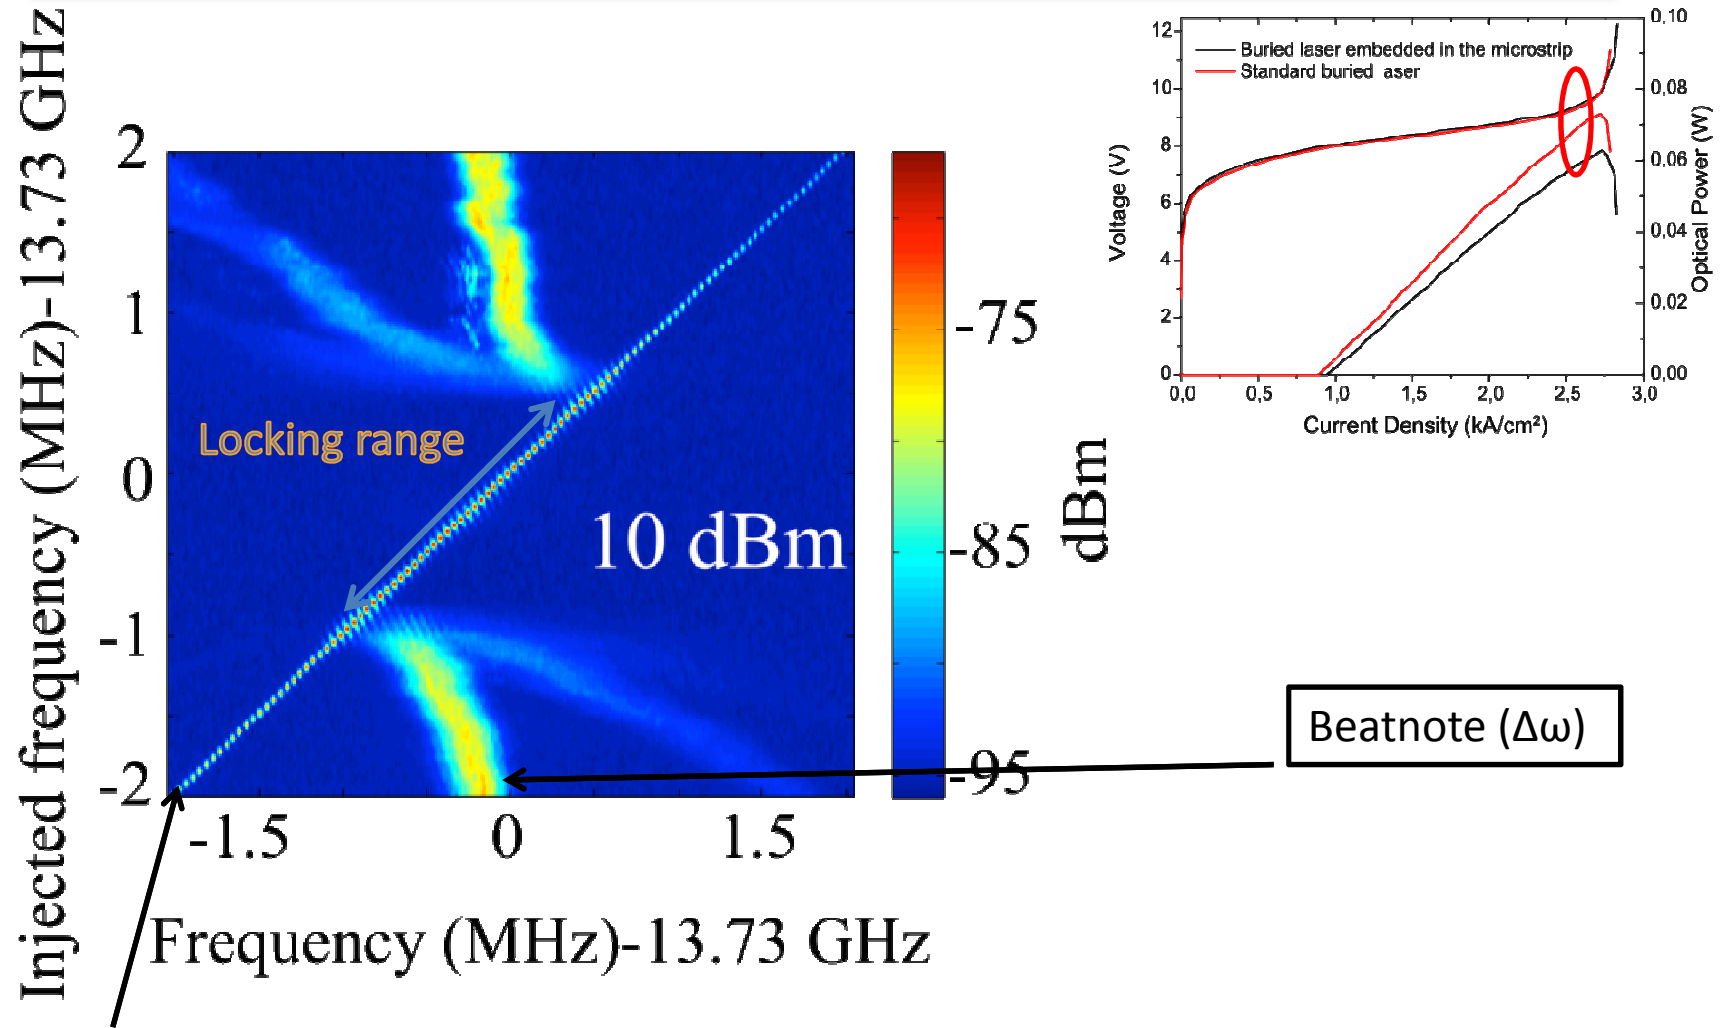 Injected frequency (MHz)-13.73 GHz
2
1
0
-1
-2
Locking range
10 dBm
-1.5
0
1.5
Frequency (MHz)-13.73 GHz
-75
-85
-95
dBm
12
10
8
6
4
2
0
Voltage (V)
Buried laser embedded in the microstrip
Standard buried aser
0,10
0,08
0,06
0,04
0,02
0,00
Optical Power (W)
0,0
0,5
1,0
1,5
2,0
2,5
3,0
Current Density (kA/cm²)
Beatnote (Δω)